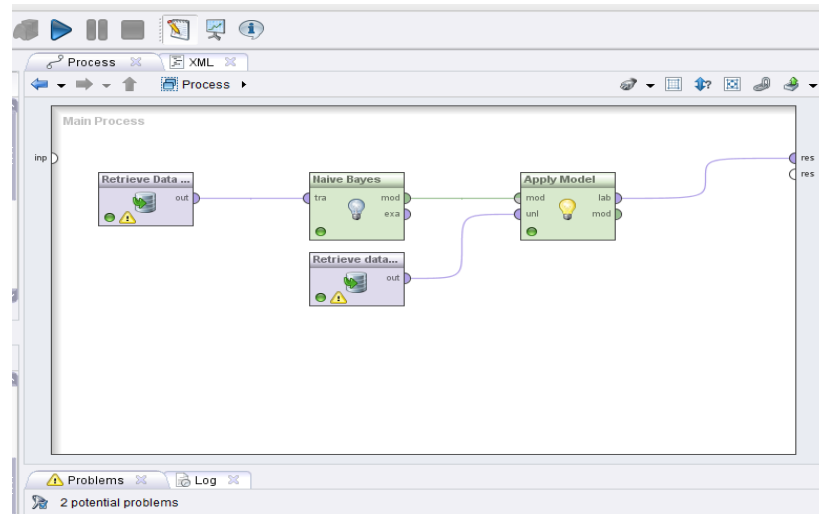 Process XML
Process
Main Process
inp
res
res
Retrieve Data ...
out
Naive Bayes
tra mod
exa
Apply Model
mod lab
unl mod
Retrieve data...
out
Problems Log
2 potential problems